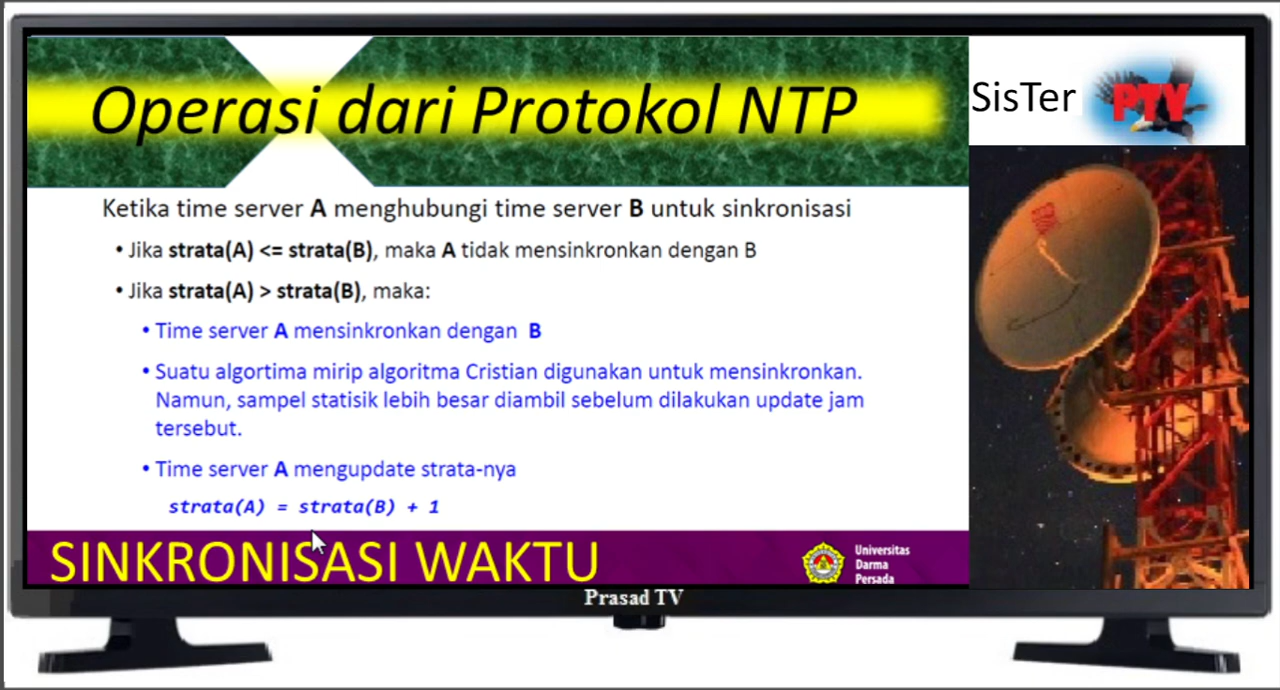 Operasi dari Protokol NTP
SisTer
PTY
Ketika time server A menghubungi time server B untuk sinkronisasi
• Jika strata(A) <= strata(B), maka A tidak mensinkronkan dengan B
• Jika strata(A) > strata(B), maka:
• Time server A mensinkronkan dengan B
• Suatu algortima mirip algoritma Cristian digunakan untuk mensinkronkan.
Namun, sampel statisik lebih besar diambil sebelum dilakukan update jam
tersebut.
• Time server A mengupdate strata-nya
strata(A) = strata(B) + 1
SINKRONISASI WAKTU
Universitas
Darma
Persada
Prasad TV